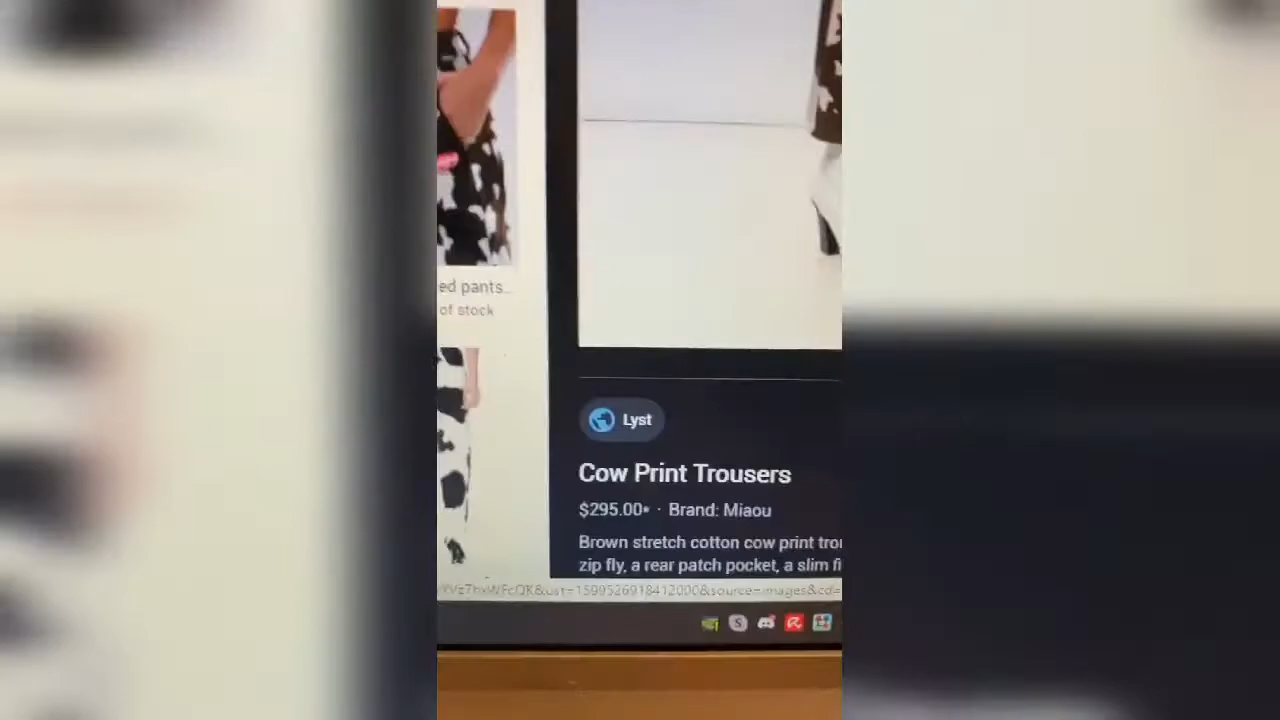 ed pants...
of stock
Lyst
Cow Print Trousers
$295.00* · Brand: Miaou
Brown stretch cotton cow print trou
zip fly, a rear patch pocket, a slim fi